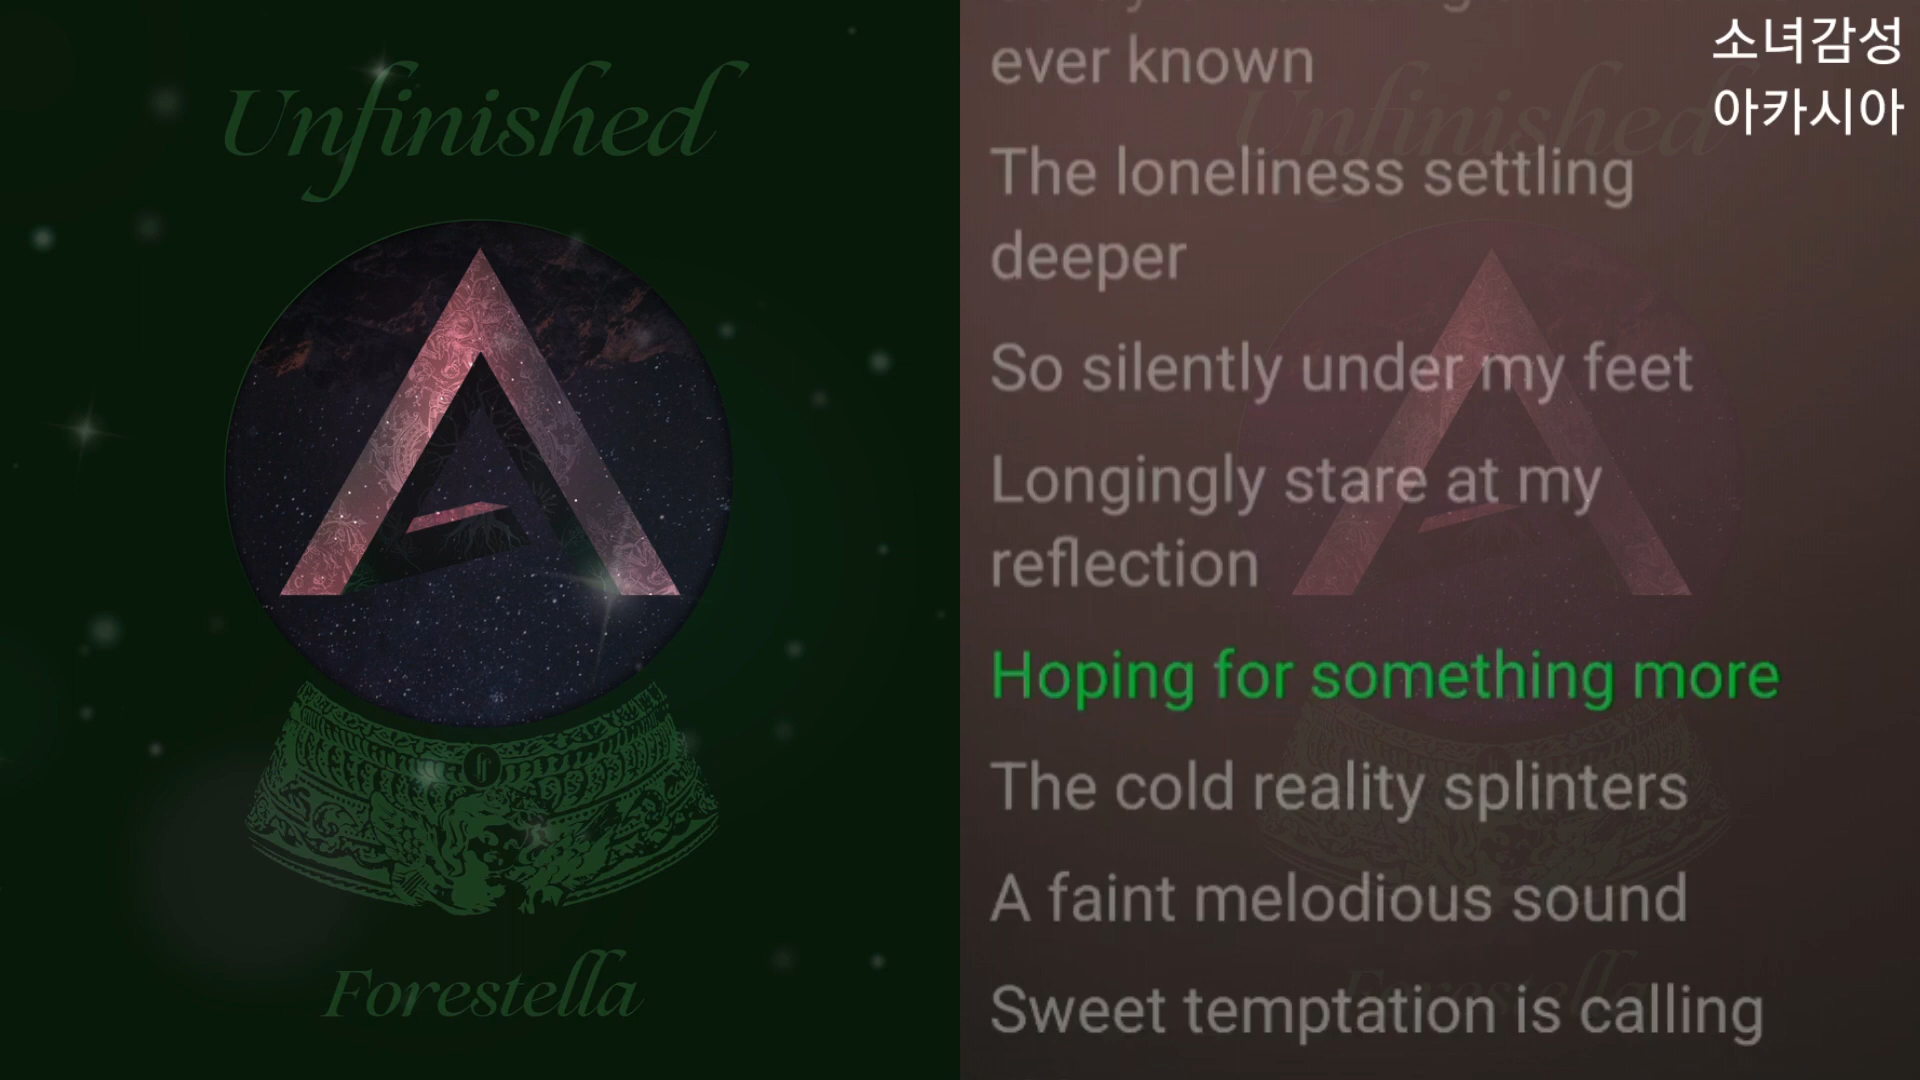 Unfinished
Forestella
소녀감성
아카시아
ever known
The loneliness settling
deeper
So silently under my feet
Longingly stare at my
reflection
Hoping for something more
The cold reality splinters
A faint melodious sound
Sweet temptation is calling
Unfinished
Forestella